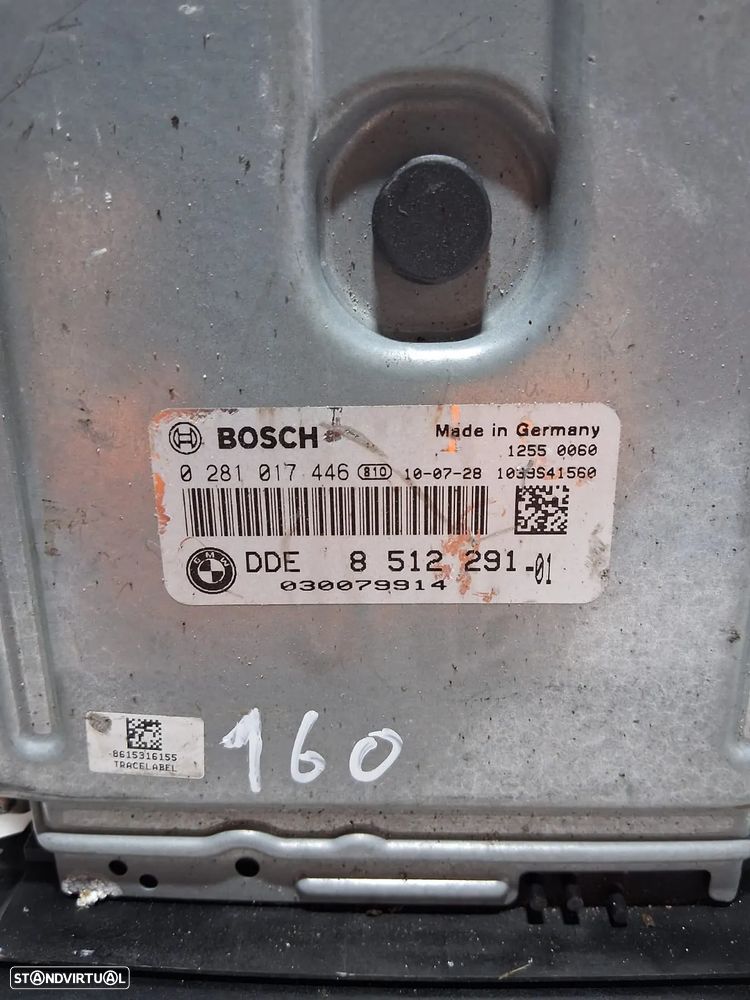 BOSCH
Made in Germany
1255 0060
0 281 017 446 810 10-07-28 1039S41560
BMW
DDE 8 512 291-01
030079914
8615316155
TRACELABEL
160
STANDVIRTUAL